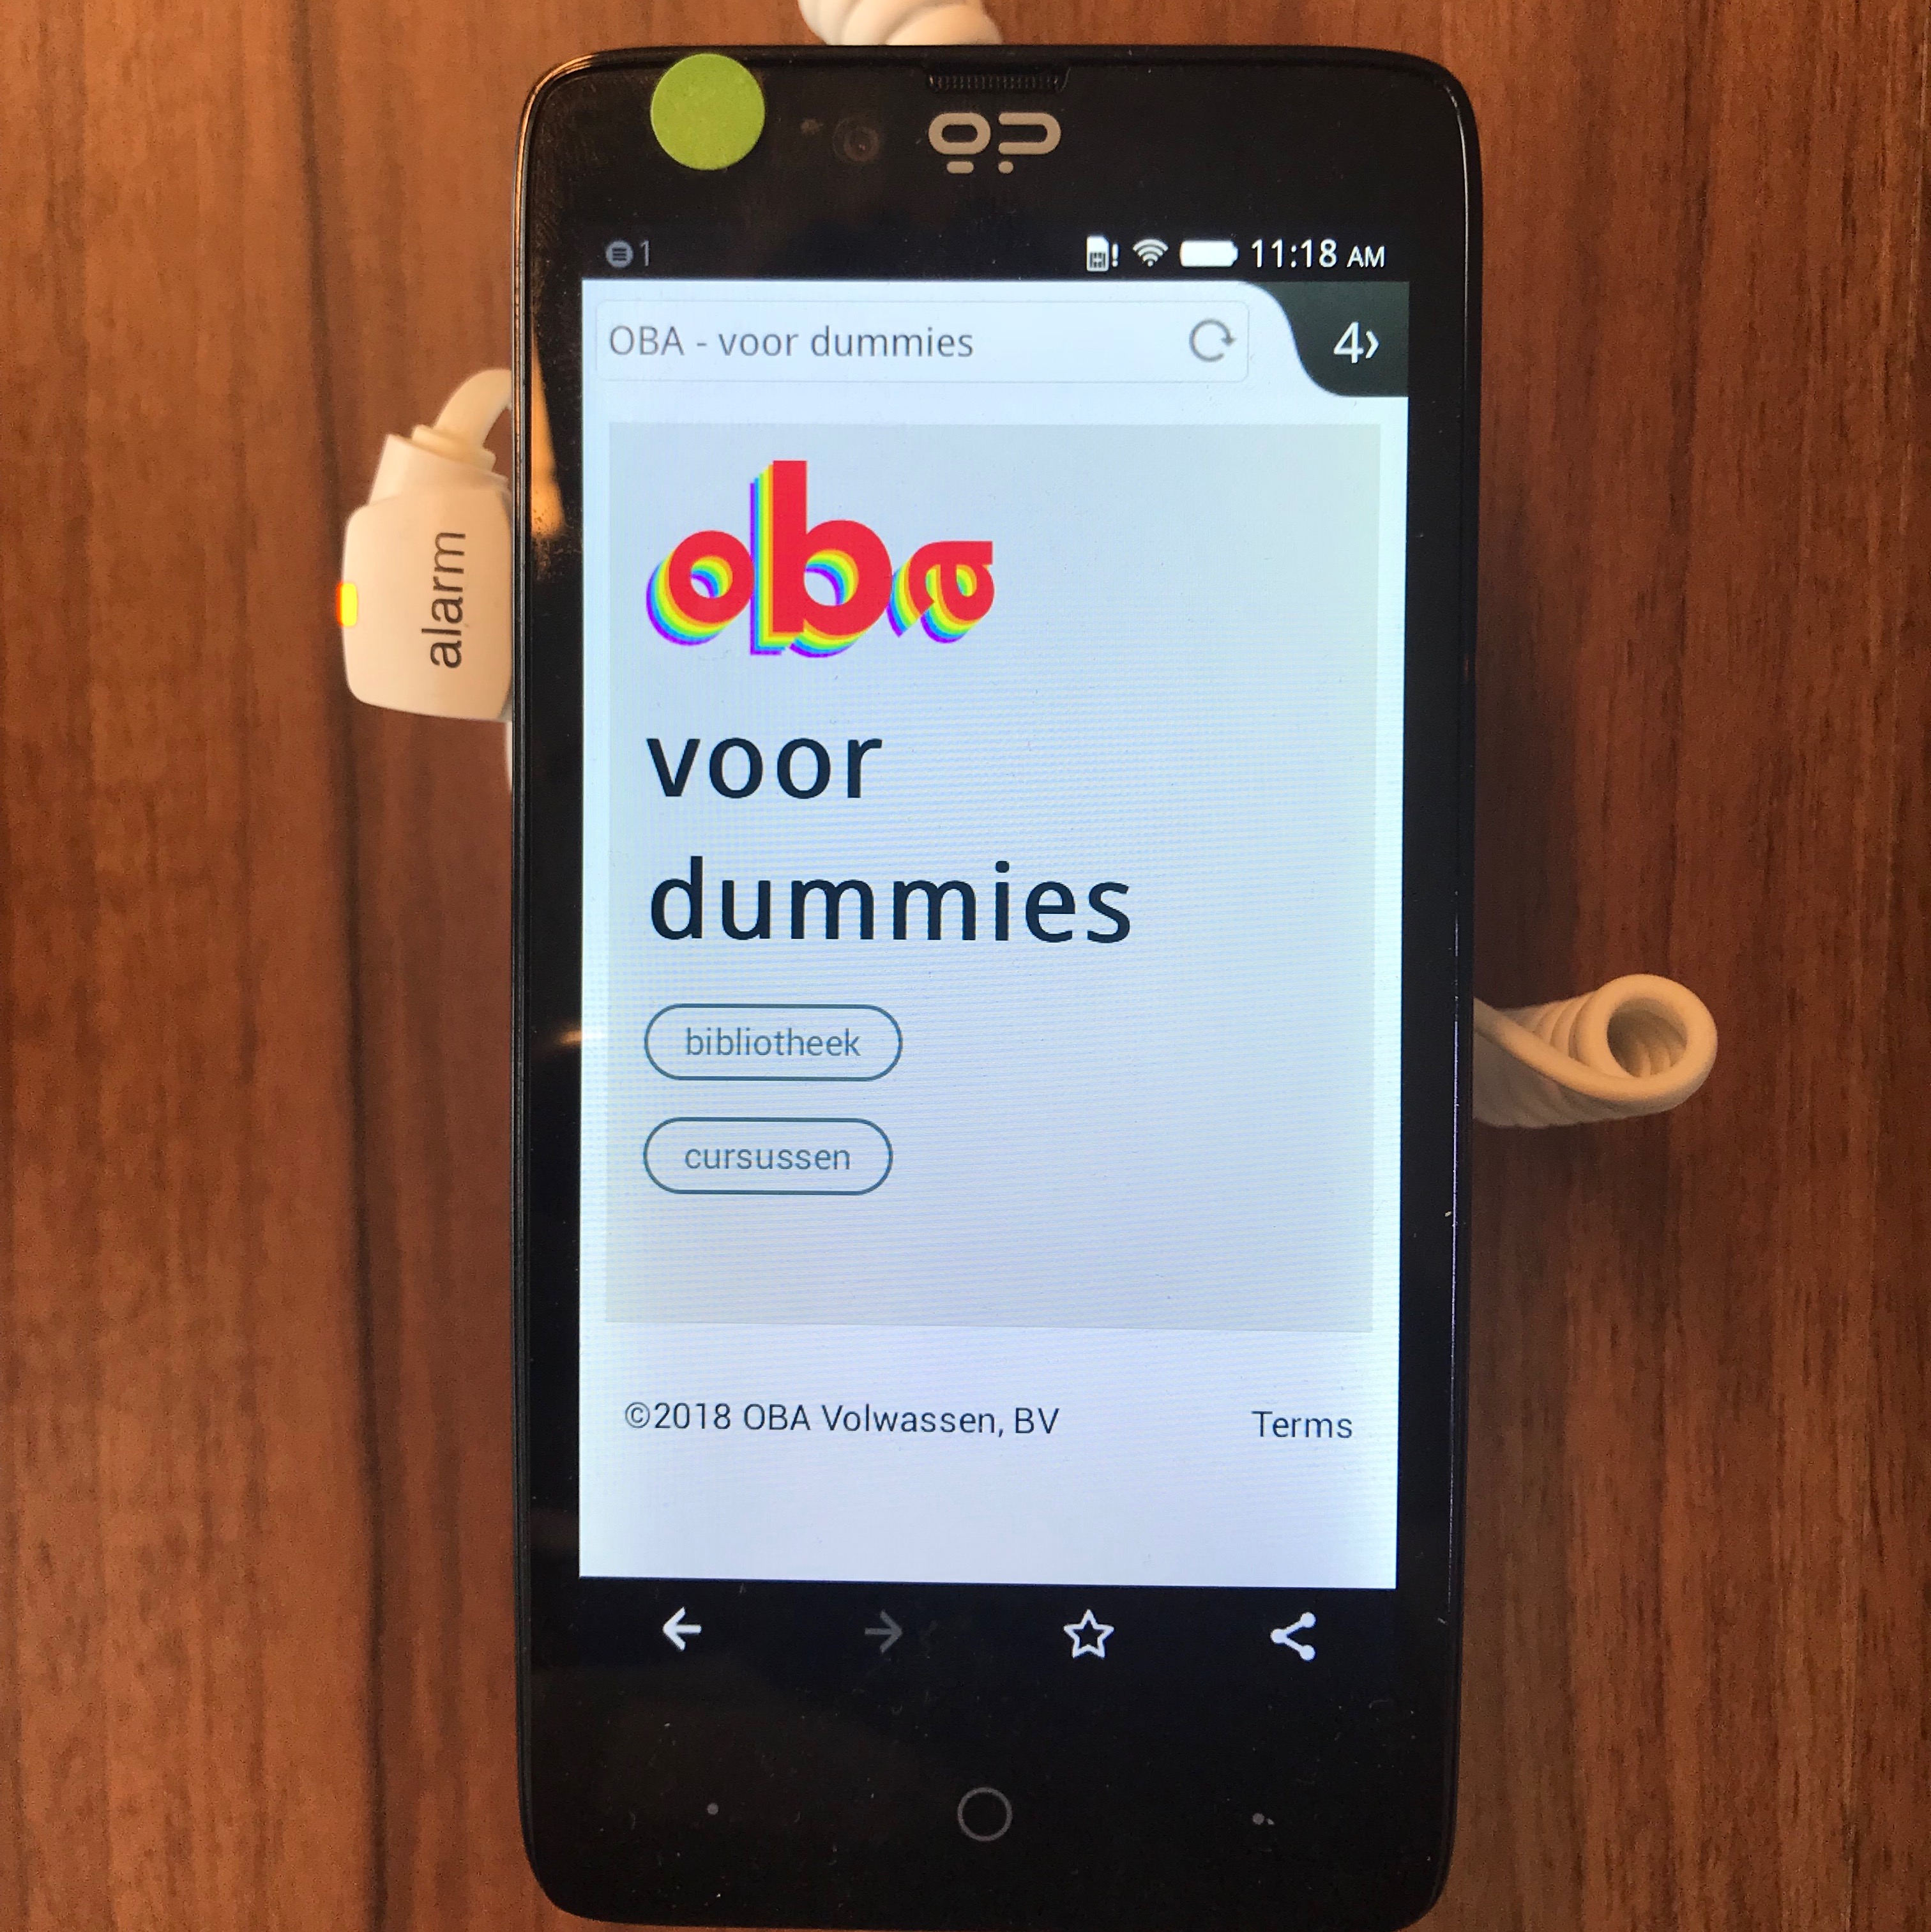 1 11:18 AM
OBA - voor dummies 4›
alarm
oba
voor
dummies
bibliotheek
cursussen
©2018 OBA Volwassen, BV Terms